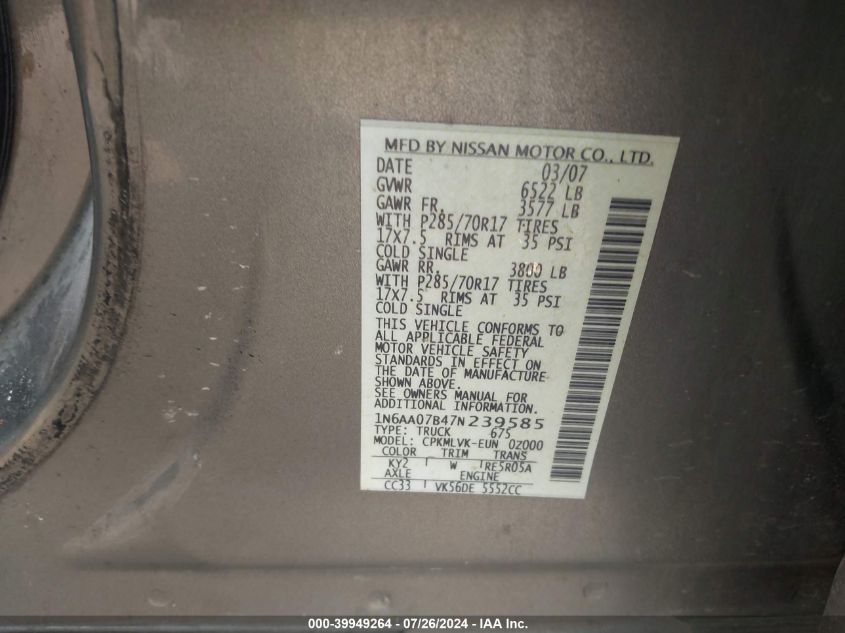 MFD BY NISSAN MOTOR CO., LTD.
DATE 03/07
GVWR 6522 LB
GAWR FR. 3577 LB
WITH P285/70R17 TIRES
17X7.5 RIMS AT 35 PSI
COLD SINGLE
GAWR RR. 3800 LB
WITH P285/70R17 TIRES
17X7.5 RIMS AT 35 PSI
COLD SINGLE
THIS VEHICLE CONFORMS TO
ALL APPLICABLE FEDERAL
MOTOR VEHICLE SAFETY
STANDARDS IN EFFECT ON
THE DATE OF MANUFACTURE
SHOWN ABOVE.
SEE OWNERS MANUAL FOR
ADDITIONAL INFORMATION.
1N6AA07B47N239585
TYPE: TRUCK 675
MODEL: CPKMLVK-EUN 0Z000
COLOR TRIM TRANS
KY2 W RE5R05A
AXLE ENGINE
CC33 VK56DE 5552CC
000-39949264 - 07/26/2024 - IAA Inc.